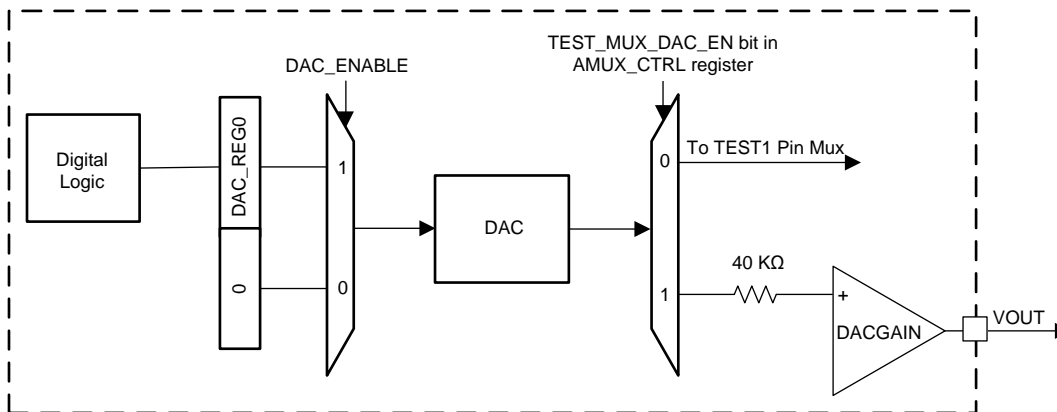 TEST_MUX_DAC_EN bit in
AMUX_CTRL register
DAC_ENABLE
Digital
Logic
DAC_REG0
0
1
0
DAC
0
1
To TEST1 Pin Mux
40 KΩ
+
DACGAIN
VOUT